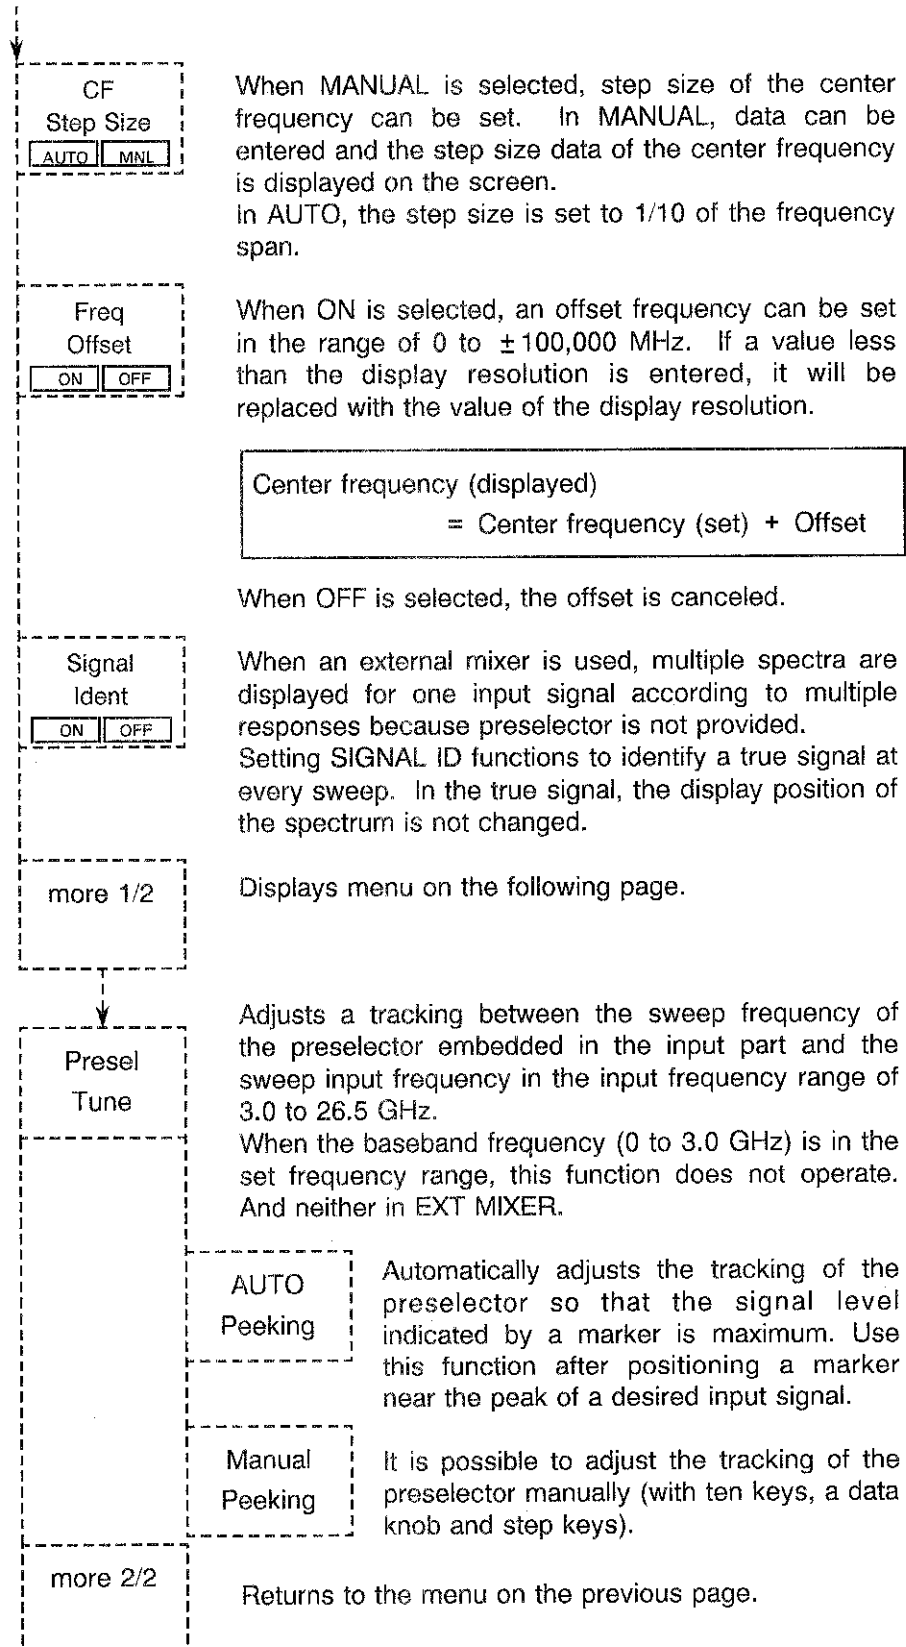 CF
Step Size
AUTO MNL
When MANUAL is selected, step size of the center
frequency can be set. In MANUAL, data can be
entered and the step size data of the center frequency
is displayed on the screen.
In AUTO, the step size is set to 1/10 of the frequency
span.
Freq
Offset
ON OFF
When ON is selected, an offset frequency can be set
in the range of 0 to ±100,000 MHz. If a value less
than the display resolution is entered, it will be
replaced with the value of the display resolution.
Center frequency (displayed)
= Center frequency (set) + Offset
When OFF is selected, the offset is canceled.
Signal
Ident
ON OFF
When an external mixer is used, multiple spectra are
displayed for one input signal according to multiple
responses because preselector is not provided.
Setting SIGNAL ID functions to identify a true signal at
every sweep. In the true signal, the display position of
the spectrum is not changed.
more 1/2
Displays menu on the following page.
Presel
Tune
Adjusts a tracking between the sweep frequency of
the preselector embedded in the input part and the
sweep input frequency in the input frequency range of
3.0 to 26.5 GHz.
When the baseband frequency (0 to 3.0 GHz) is in the
set frequency range, this function does not operate.
And neither in EXT MIXER.
AUTO
Peeking
Automatically adjusts the tracking of the
preselector so that the signal level
indicated by a marker is maximum. Use
this function after positioning a marker
near the peak of a desired input signal.
Manual
Peeking
It is possible to adjust the tracking of the
preselector manually (with ten keys, a data
knob and step keys).
more 2/2
Returns to the menu on the previous page.